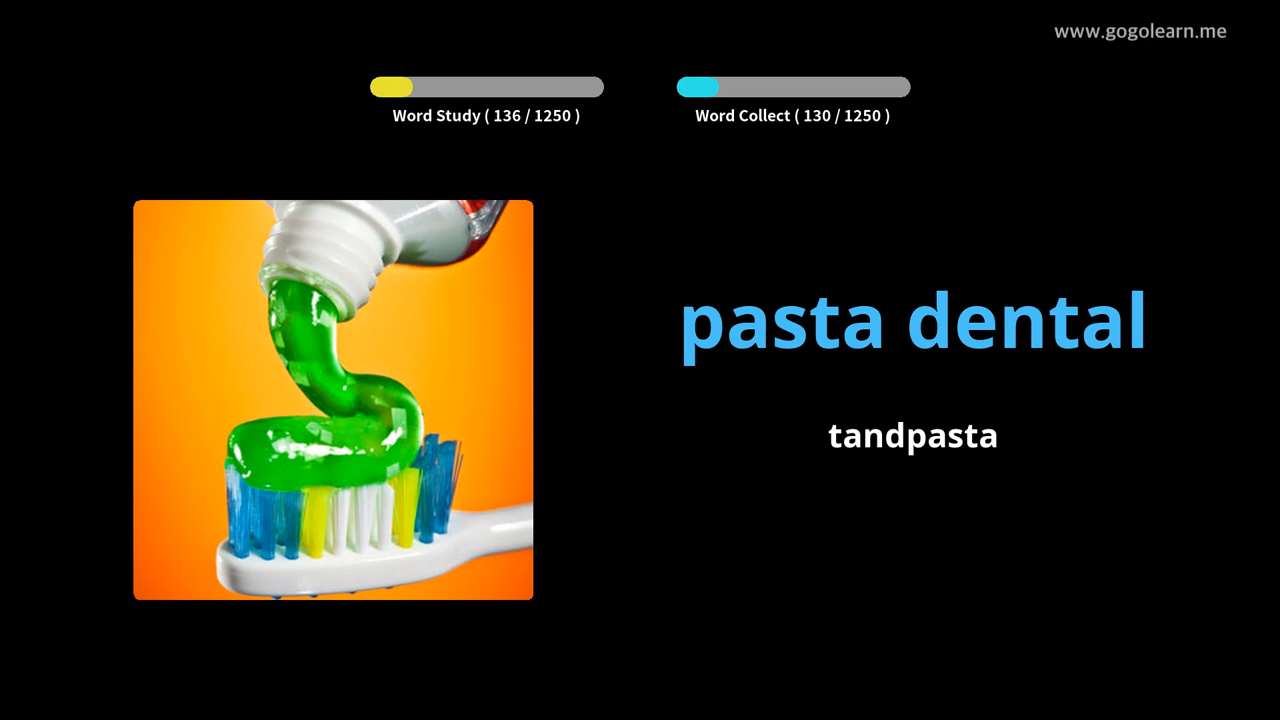 www.gogolearn.me
Word Study ( 136 / 1250 )
Word Collect ( 130 / 1250 )
pasta dental
tandpasta